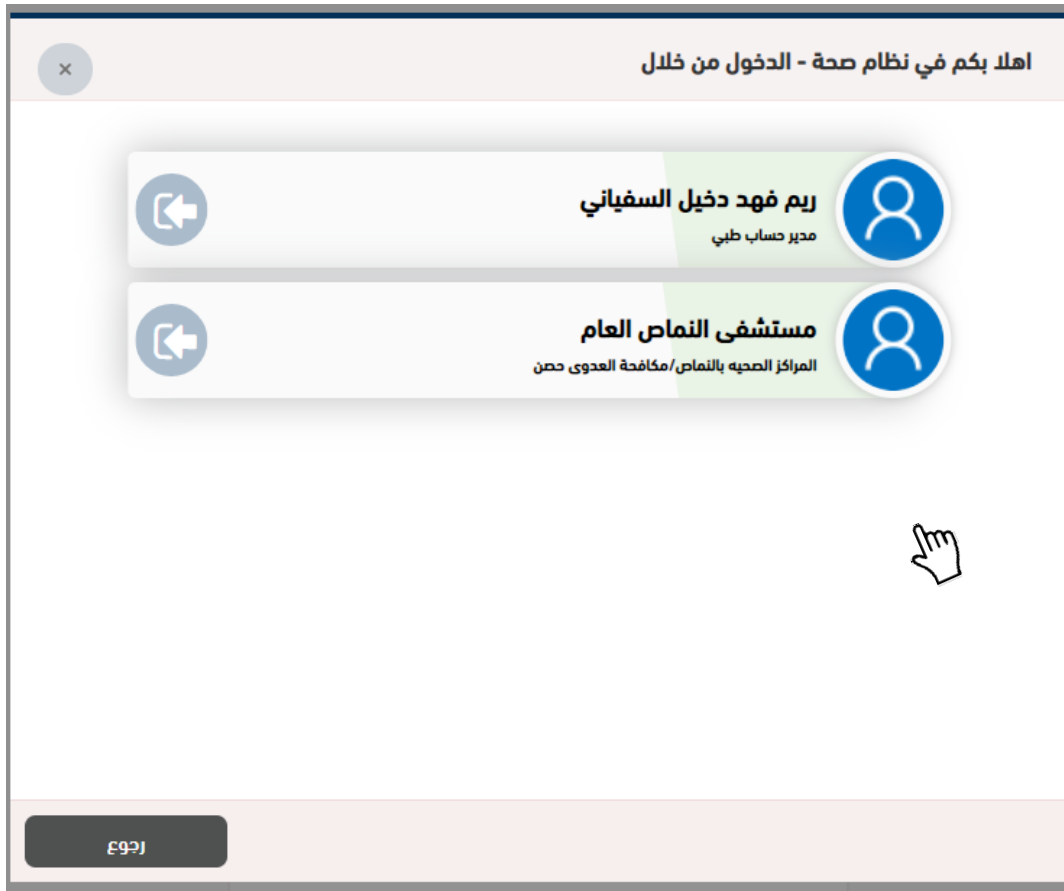 اهلا بكم في نظام صحة - الدخول من خلال
×
ريم فهد دخيل السفياني
مدير حساب طبي
مستشفى النماص العام
المراكز الصحيه بالنماص/مكافحة العدوى حصن
رجوع